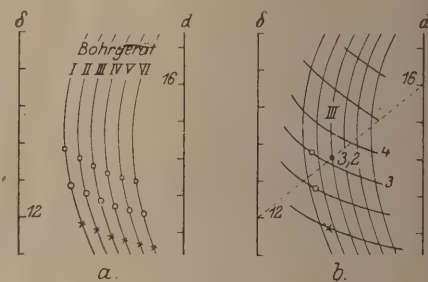 δ d δ d
Bohrgerät
I II III IV V VI
16 16
III
4
3,2 3
12 12
a. b.